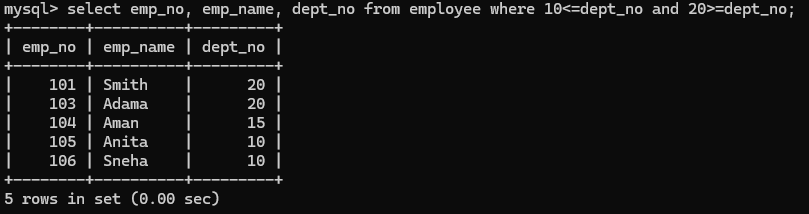 mysql> select emp_no, emp_name, dept_no from employee where 10<=dept_no and 20>=dept_no;
+--------+----------+---------+
| emp_no | emp_name | dept_no |
+--------+----------+---------+
|    101 | Smith    |      20 |
|    103 | Adama    |      20 |
|    104 | Aman     |      15 |
|    105 | Anita    |      10 |
|    106 | Sneha    |      10 |
+--------+----------+---------+
5 rows in set (0.00 sec)